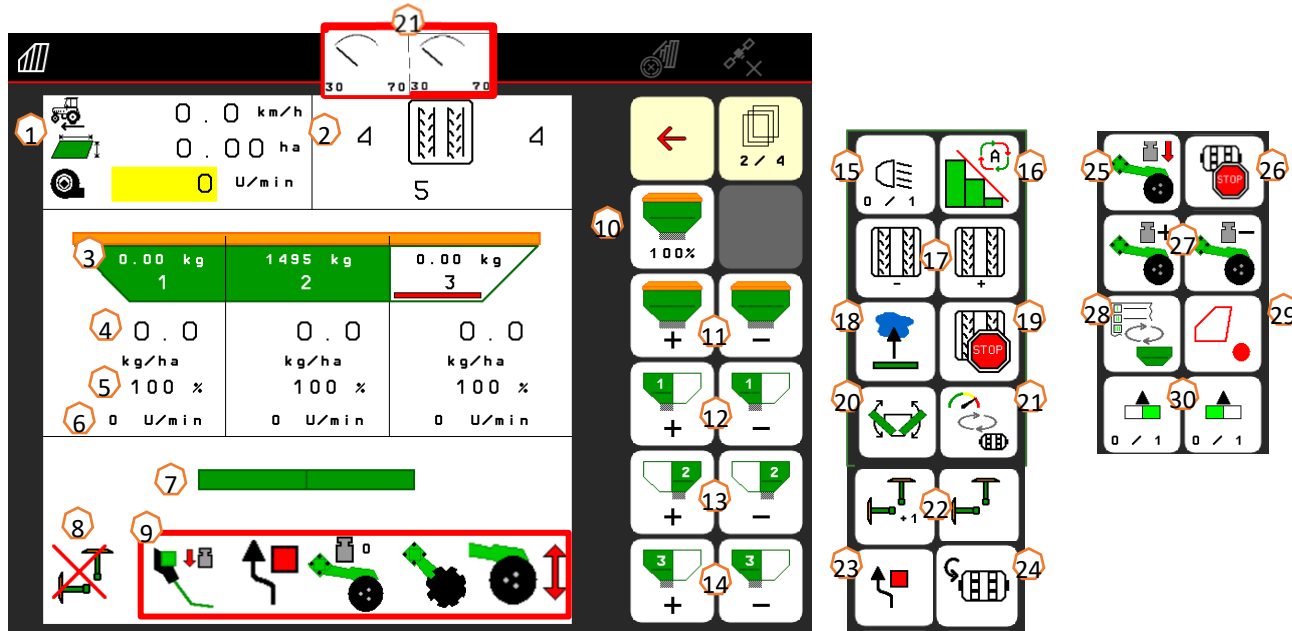 21
30 70 30 70
1
0.0 km/h
0.00 ha
0 U/min
2
4 4
5
2 / 4
3
0.00 kg 1495 kg 0.00 kg
1 2 3
4
0.0 0.0 0.0
kg/ha kg/ha kg/ha
5
100 % 100 % 100 %
6
0 U/min 0 U/min 0 U/min
7
8
9
0
10
100%
11
+ −
12
1 1
+ −
13
2 2
+ −
14
3 3
+ −
15
0 / 1
16
A
17
- +
18
19
STOP
20
21
22
+1
23
24
25
26
STOP
27
+ −
28
29
30
0 / 1 0 / 1